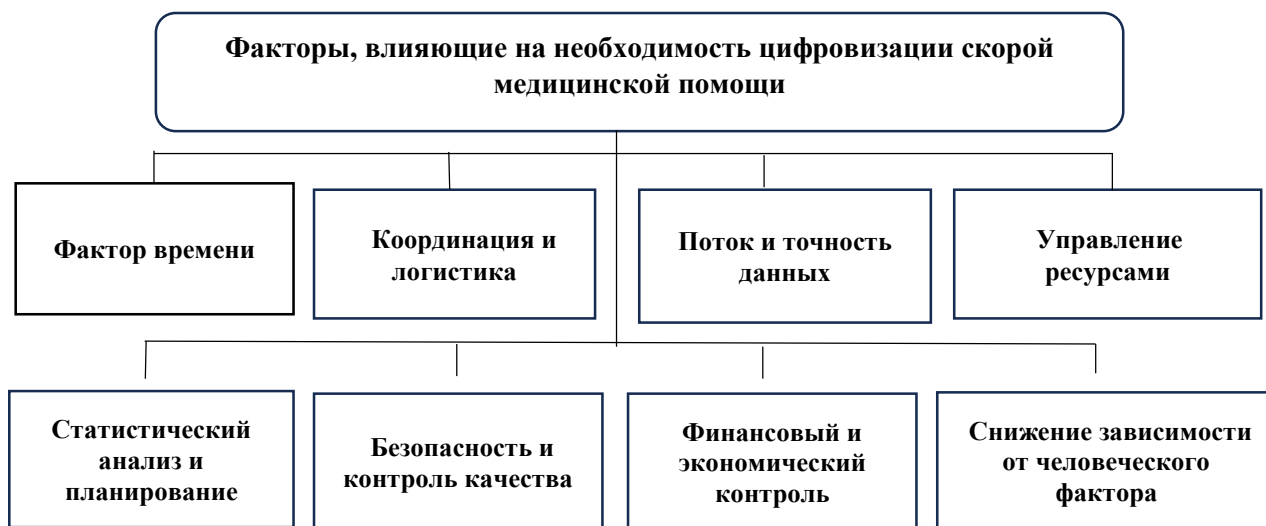 Факторы, влияющие на необходимость цифровизации скорой
медицинской помощи
Фактор времени
Координация и
логистика
Поток и точность
данных
Управление
ресурсами
Статистический
анализ и
планирование
Безопасность и
контроль качества
Финансовый и
экономический
контроль
Снижение зависимости
от человеческого
фактора